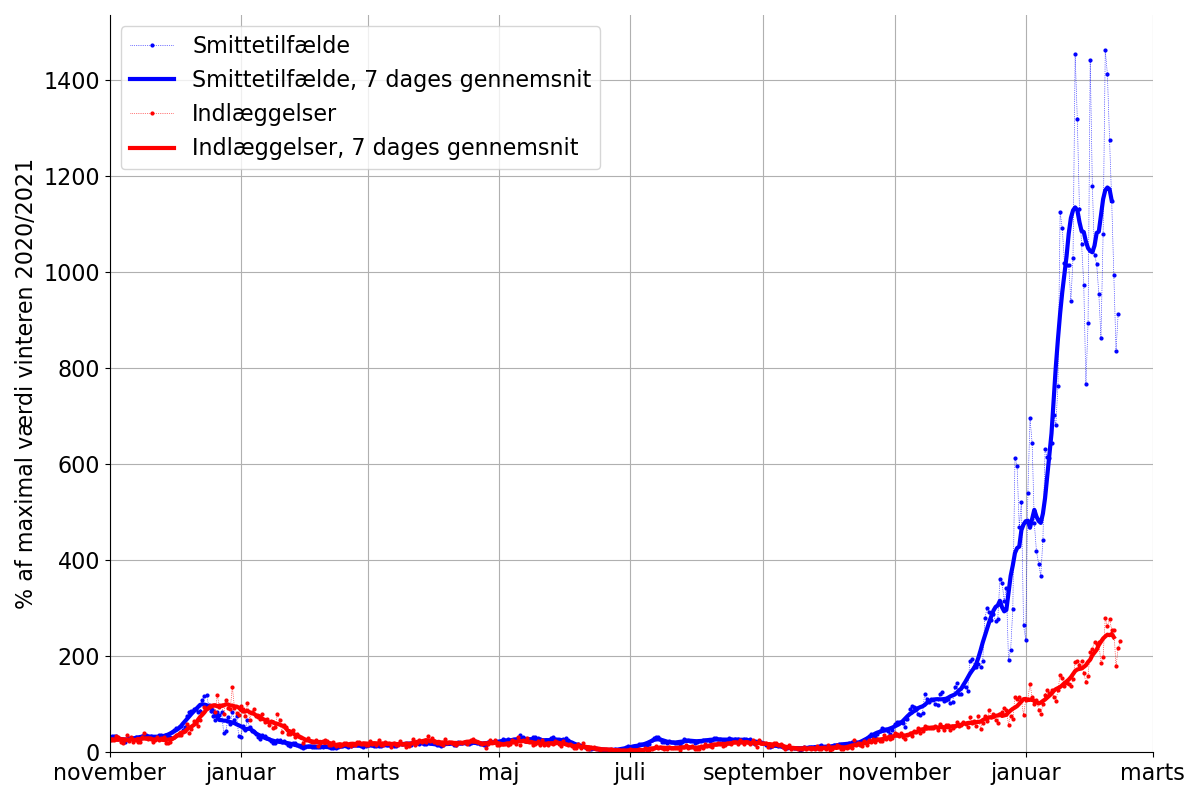 Smittetilfælde
Smittetilfælde, 7 dages gennemsnit
Indlæggelser
Indlæggelser, 7 dages gennemsnit
% af maximal værdi vinteren 2020/2021
1400
1200
1000
800
600
400
200
0
november januar marts maj juli september november januar marts